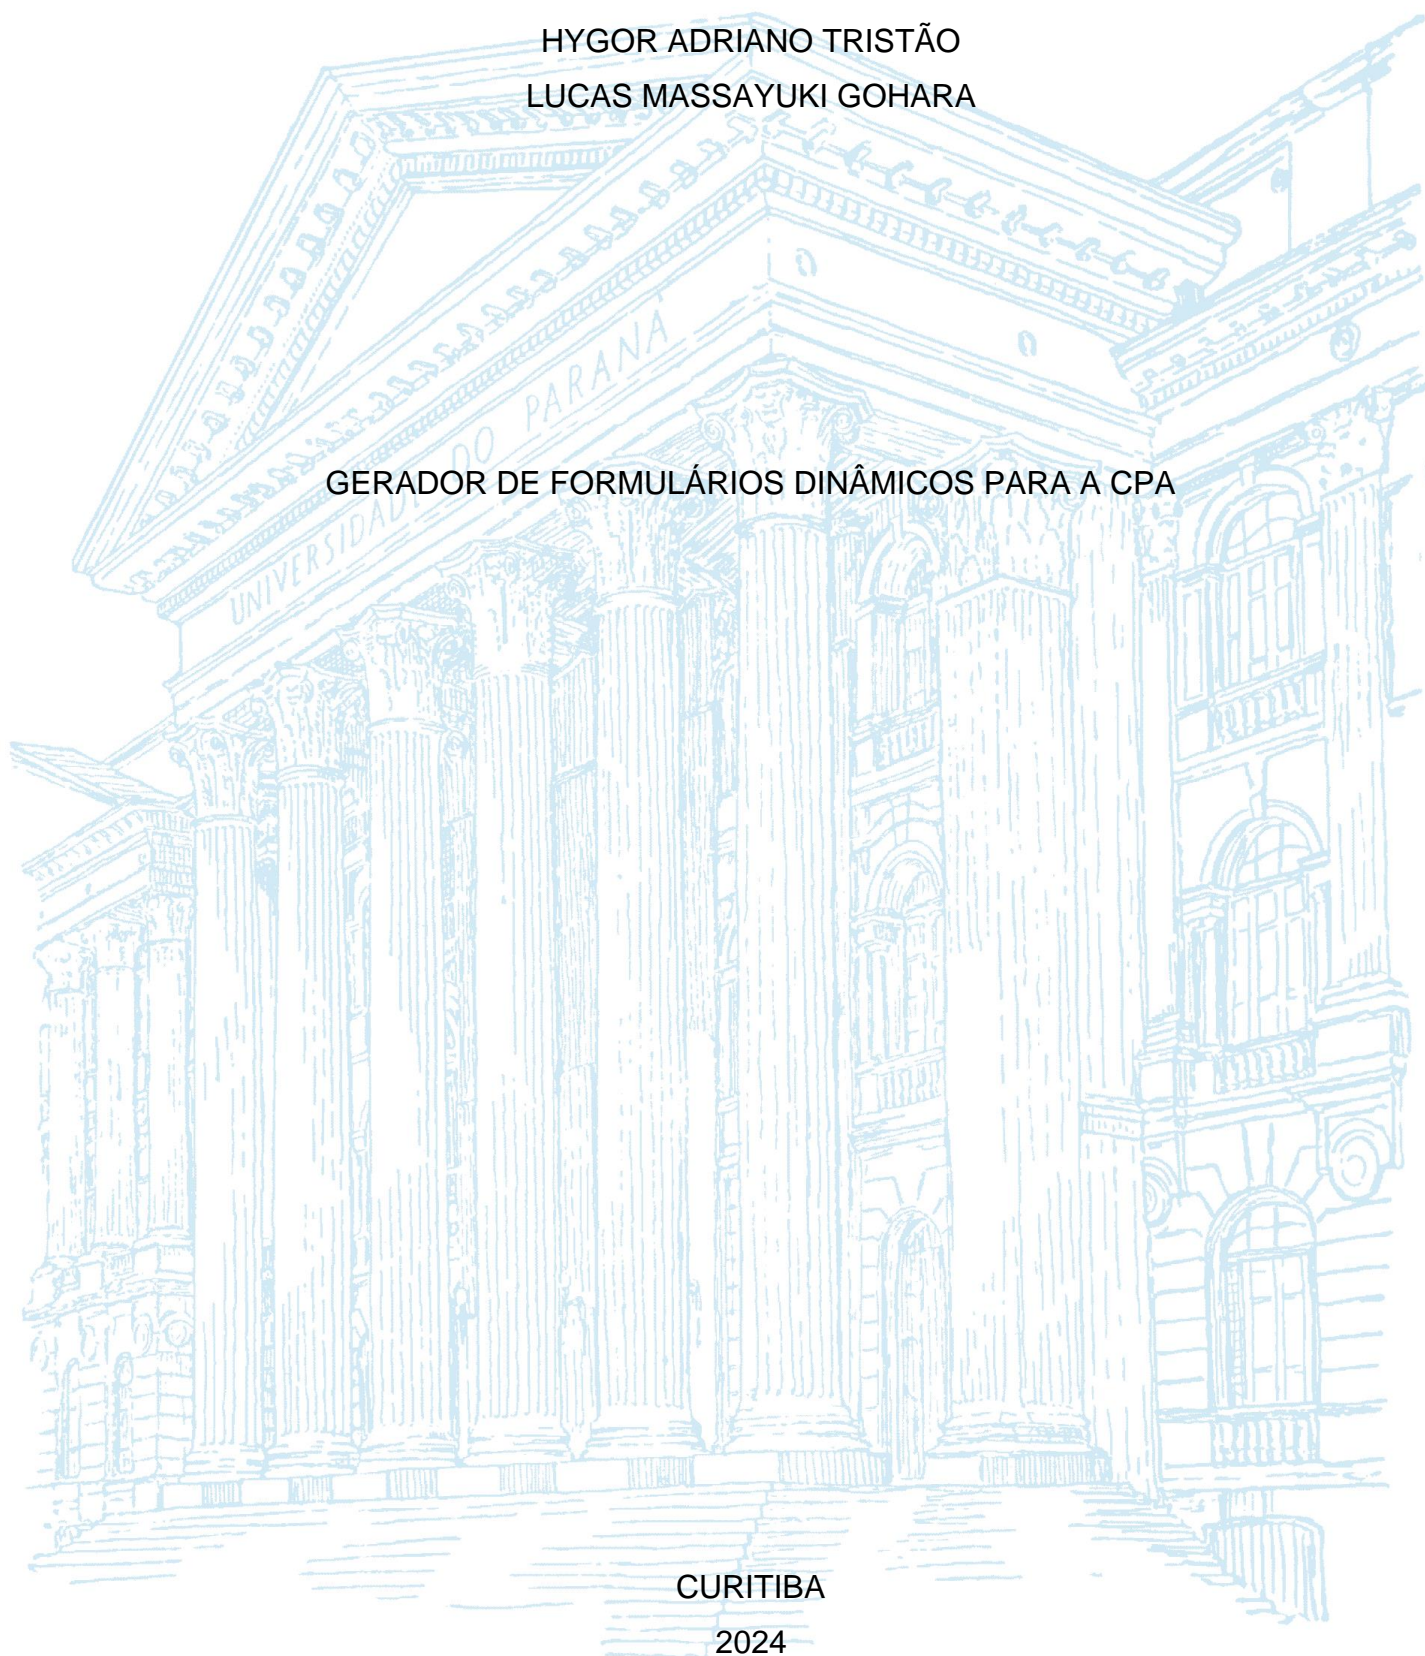 HYGOR ADRIANO TRISTÃO
LUCAS MASSAYUKI GOHARA
UNIVERSIDADE DO PARANÁ
GERADOR DE FORMULÁRIOS DINÂMICOS PARA A CPA
CURITIBA
2024